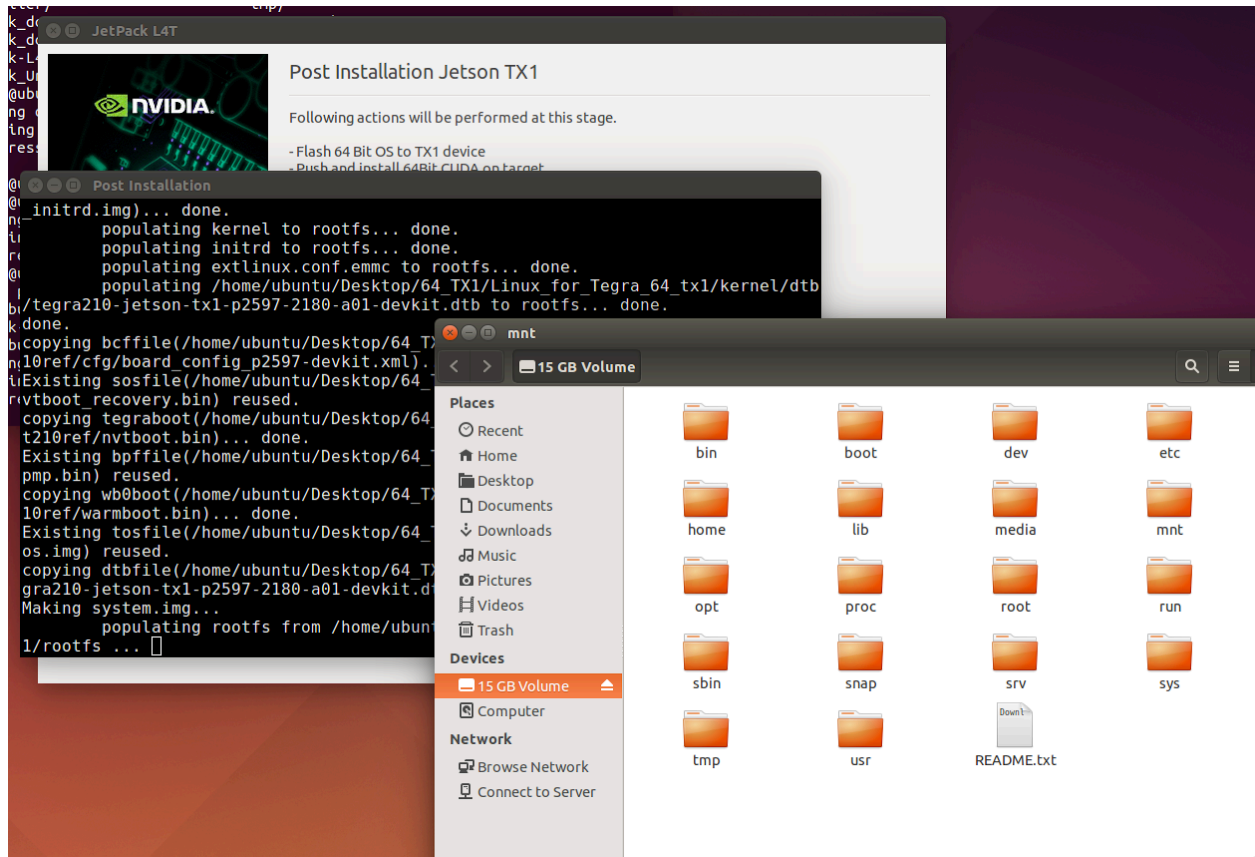 JetPack L4T
NVIDIA.
Post Installation Jetson TX1
Following actions will be performed at this stage.
- Flash 64 Bit OS to TX1 device
- Push and install 64Bit CUDA on target
Post Installation
_initrd.img)... done.
populating kernel to rootfs... done.
populating initrd to rootfs... done.
populating extlinux.conf.emmc to rootfs... done.
populating /home/ubuntu/Desktop/64_TX1/Linux_for_Tegra_64_tx1/kernel/dtb
/tegra210-jetson-tx1-p2597-2180-a01-devkit.dtb to rootfs... done.
done.
copying bcffile(/home/ubuntu/Desktop/64_TX
10ref/cfg/board_config_p2597-devkit.xml).
Existing sosfile(/home/ubuntu/Desktop/64_
nvtboot_recovery.bin) reused.
copying tegraboot(/home/ubuntu/Desktop/64_
t210ref/nvtboot.bin)... done.
Existing bpffile(/home/ubuntu/Desktop/64_
pmp.bin) reused.
copying wb0boot(/home/ubuntu/Desktop/64_TX
10ref/warmboot.bin)... done.
Existing tosfile(/home/ubuntu/Desktop/64_
os.img) reused.
copying dtbfile(/home/ubuntu/Desktop/64_TX
gra210-jetson-tx1-p2597-2180-a01-devkit.d
Making system.img...
populating rootfs from /home/ubun
1/rootfs ...
mnt
15 GB Volume
Places
Recent
Home
Desktop
Documents
Downloads
Music
Pictures
Videos
Trash
Devices
15 GB Volume
Computer
Network
Browse Network
Connect to Server
bin boot dev etc
home lib media mnt
opt proc root run
sbin snap srv sys
Downl
tmp usr README.txt